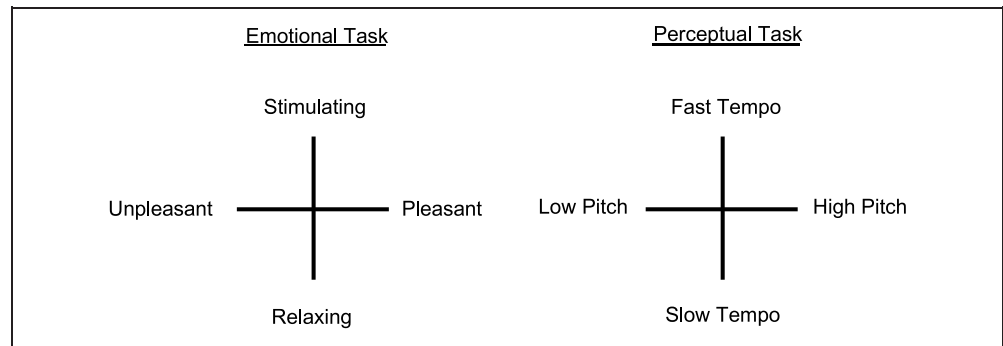 Emotional Task
Perceptual Task
Stimulating
Fast Tempo
Unpleasant
Pleasant
Low Pitch
High Pitch
Relaxing
Slow Tempo